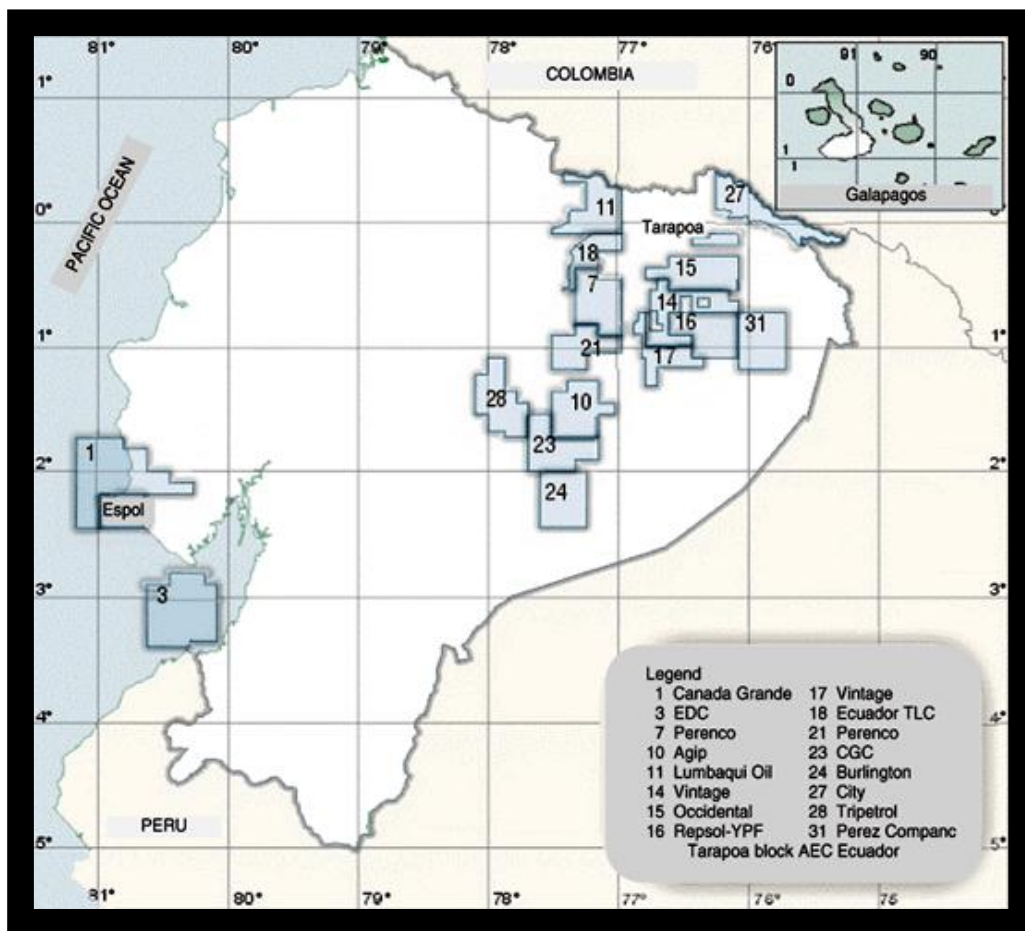 81° 80° 79° 78° 77° 76
COLOMBIA
91 90
0
1° 1
Galapagos
PACIFIC OCEAN
27
11
0° 0°
Tarapoa
18
15
7
14
16 31
1° 1°
21 17
28 10
23
1
2° 2°
24
Espol
3° 3 3°
Legend
1 Canada Grande 17 Vintage
3 EDC 18 Ecuador TLC
7 Perenco 21 Perenco
10 Agip 23 CGC
11 Lumbaqui Oil 24 Burlington
14 Vintage 27 City
15 Occidental 28 Tripetrol
16 Repsol-YPF 31 Perez Companc
Tarapoa block AEC Ecuador
4° 4°
PERU
5° 5°
81° 80° 79° 78° 77° 76° 75